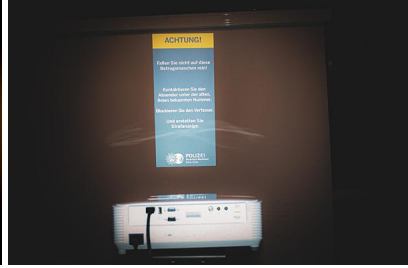 ACHTUNG!
Fallen Sie nicht auf diese
Betrugsmaschen rein!
Kontaktieren Sie den
Absender unter der alten,
Ihnen bekannten Nummer.
Blockieren Sie den Verfasser.
Und erstatten Sie
Strafanzeige.
POLIZEI